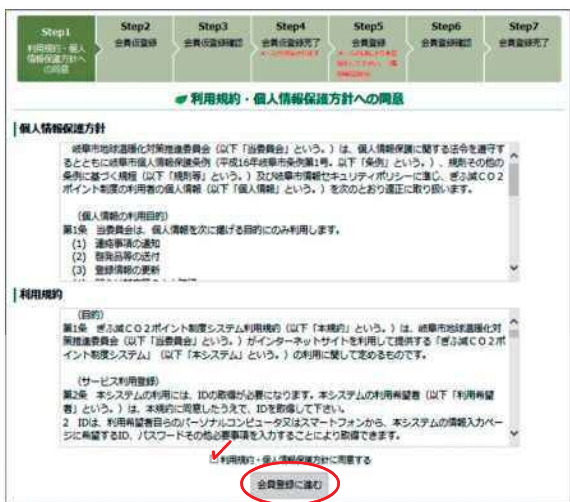 Step1
利用規約・個人
情報保護方針へ
の同意
Step2
会員仮登録
Step3
会員仮登録確認
Step4
会員仮登録完了
Step5
会員登録
Step6
会員登録確認
Step7
会員登録完了
利用規約・個人情報保護方針への同意
個人情報保護方針
岐阜市地球温暖化対策推進委員会（以下「当委員会」という。）は、個人情報保護に関する法令を遵守す
るとともに岐阜市個人情報保護条例（平成16年岐阜市条例第1号。以下「条例」という。）、規則その他の
条例に基づく規程（以下「規則等」という。）及び岐阜市情報セキュリティポリシーに準じ、ぎふ減ＣＯ２
ポイント制度の利用者の個人情報（以下「個人情報」という。）を次のとおり適正に取り扱います。
（個人情報の利用目的）
第1条　当委員会は、個人情報を次に掲げる目的にのみ利用します。
(1)　連絡事項の通知
(2)　啓発品等の送付
(3)　登録情報の更新
利用規約
（目的）
第1条　ぎふ減ＣＯ２ポイント制度システム利用規約（以下「本規約」という。）は、岐阜市地球温暖化対
策推進委員会（以下「当委員会」という。）がインターネットサイトを利用して提供する「ぎふ減ＣＯ２ポ
イント制度システム」（以下「本システム」という。）の利用に関して定めるものです。
（サービス利用登録）
第2条　本システムの利用には、IDの取得が必要になります。本システムの利用希望者（以下「利用希望
者」という。）は、本規約に同意したうえで、IDを取得して下さい。
2　IDは、利用希望者自らのパーソナルコンピュータ又はスマートフォンから、本システムの情報入力ペー
ジに希望するID、パスワードその他必要事項を入力することにより取得できます。
利用規約・個人情報保護方針に同意する
会員登録に進む